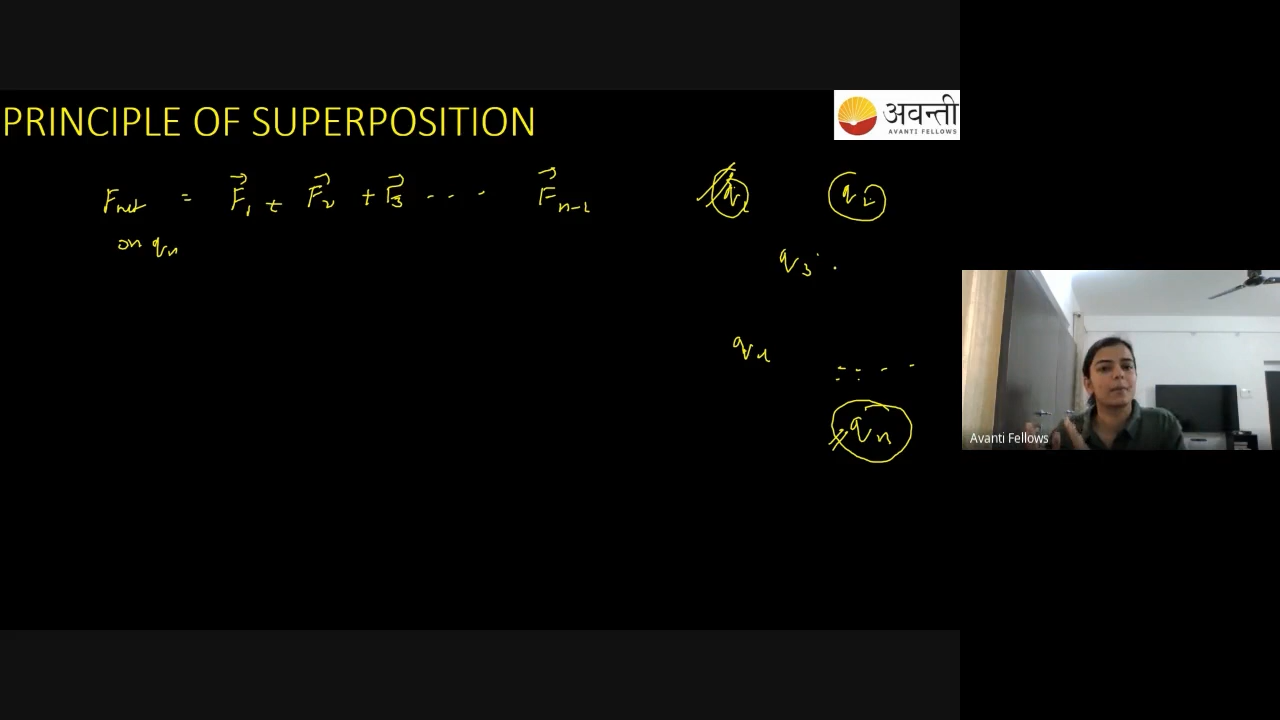 PRINCIPLE OF SUPERPOSITION
अवन्ती
AVANTI FELLOWS
Fnet = F₁ + F₂ + F₃ ---- Fn-1
on qn
q₁ q₂
q₃
qn
Avanti Fellows